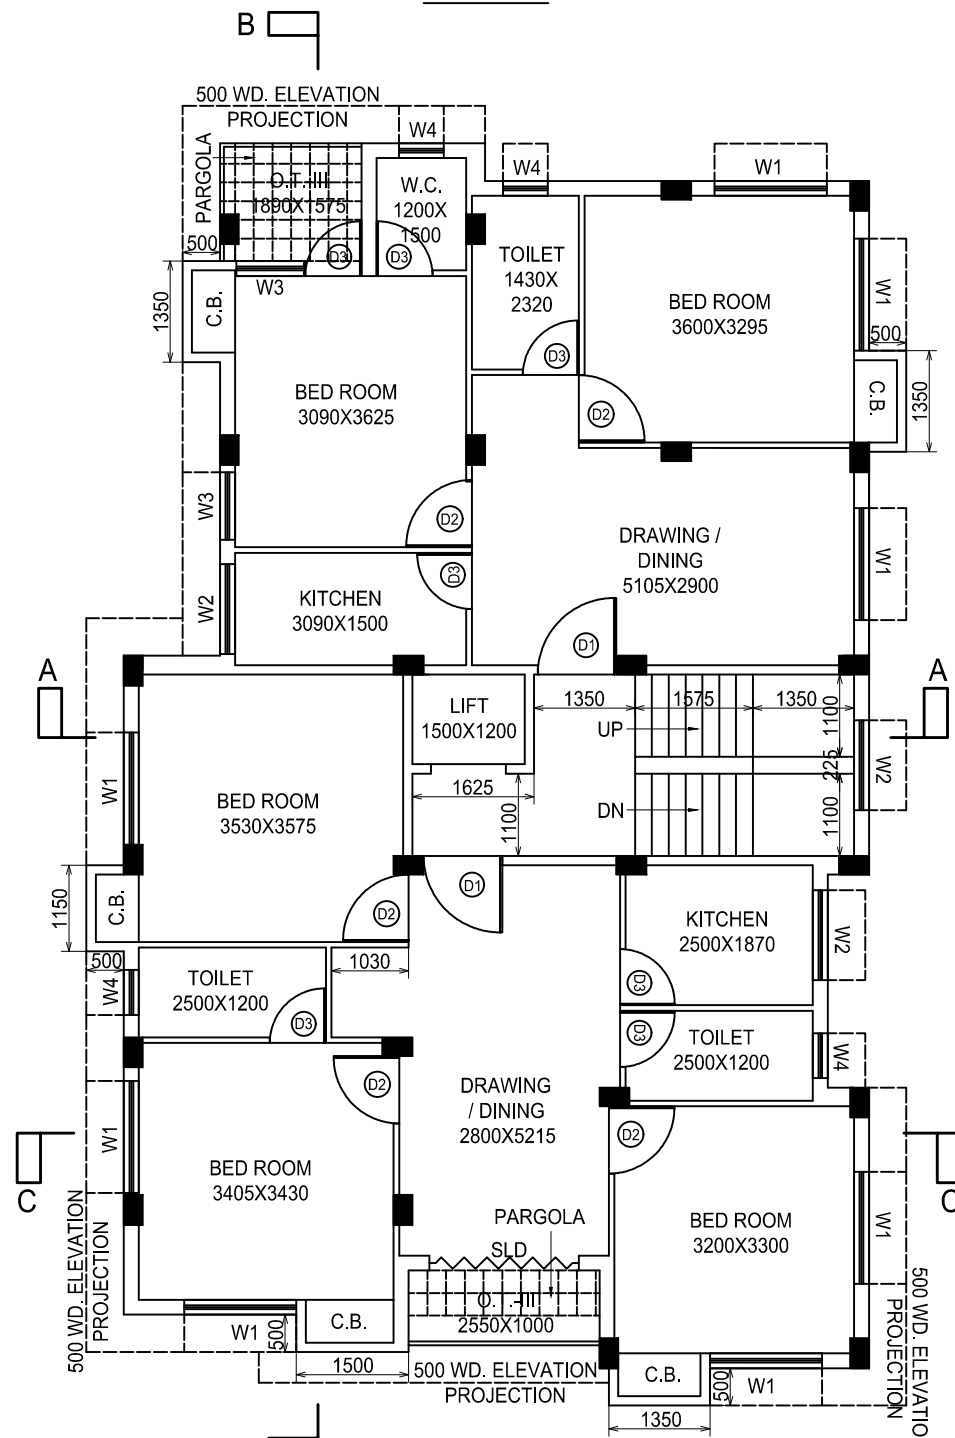 B
500 WD. ELEVATION
PROJECTION
PARGOLA
W4
W4
W1
O.T.-III
1890X1575
W.C.
1200X
1500
500
D3
D3
W3
TOILET
1430X
2320
D3
BED ROOM
3600X3295
W1
500
C.B.
1350
C.B.
1350
BED ROOM
3090X3625
D2
W3
D2
DRAWING /
DINING
5105X2900
W1
D3
W2
KITCHEN
3090X1500
D1
A
A
LIFT
1500X1200
1350
1575
1350
1100
UP
225
W2
W1
1625
1100
DN
1100
BED ROOM
3530X3575
1150
C.B.
D2
D1
KITCHEN
2500X1870
W2
500
W4
TOILET
2500X1200
1030
D3
D3
D3
TOILET
2500X1200
W4
D2
DRAWING
/ DINING
2800X5215
C
W1
BED ROOM
3405X3430
D2
C
BED ROOM
3200X3300
W1
PARGOLA
SLD
500 WD. ELEVATION
PROJECTION
2550X1000
W1
500
C.B.
1500
500 WD. ELEVATION
PROJECTION
C.B.
500
W1
1350
500 WD. ELEVATIO
PROJECTION